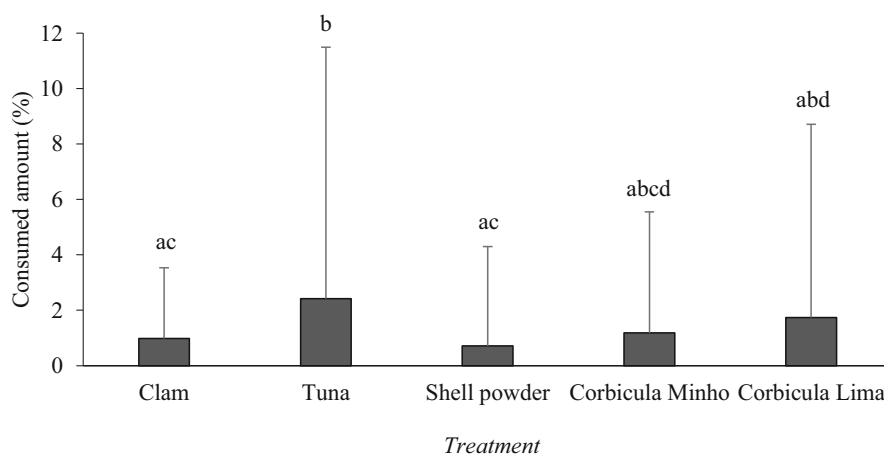 b
12
abd
10
abcd
8
6
ac
ac
4
2
0
Consumed amount (%)
Clam
Tuna
Shell powder
Corbicula Minho
Corbicula Lima
Treatment